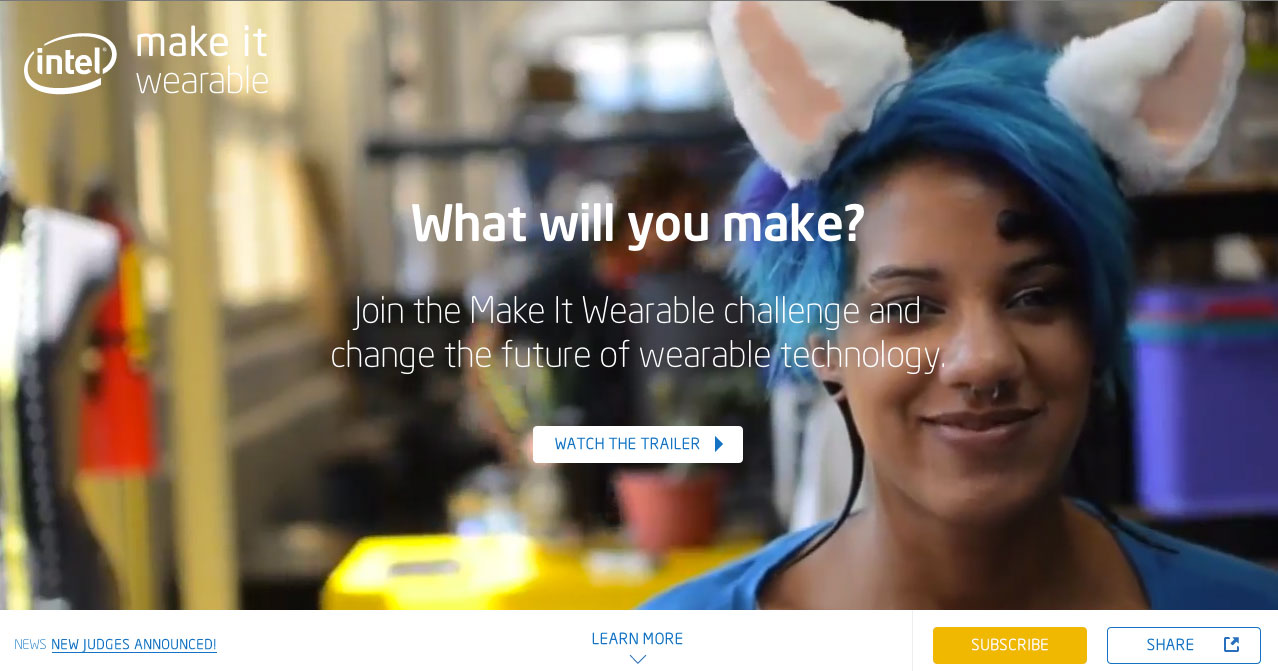 intel
make it
wearable
What will you make?
Join the Make It Wearable challenge and
change the future of wearable technology.
WATCH THE TRAILER
NEWS NEW JUDGES ANNOUNCED!
LEARN MORE
SUBSCRIBE
SHARE